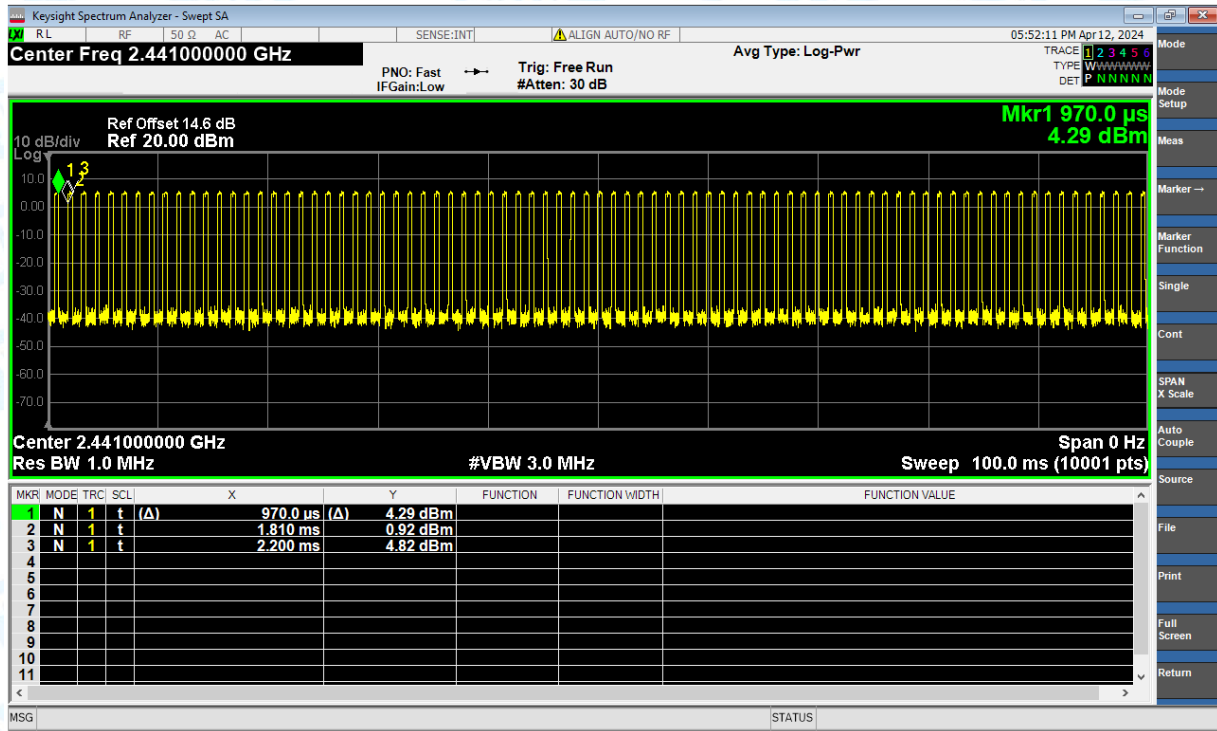 Keysight Spectrum Analyzer - Swept SA
LXI RL RF 50 Ω AC SENSE:INT ALIGN AUTO/NO RF 05:52:11 PM Apr 12, 2024
Center Freq 2.441000000 GHz Avg Type: Log-Pwr TRACE 1 2 3 4 5 6
PNO: Fast Trig: Free Run TYPE WWWWWW
IFGain:Low #Atten: 30 dB DET P N N N N N
Mkr1 970.0 µs
Ref Offset 14.6 dB
10 dB/div Ref 20.00 dBm 4.29 dBm
Log
1 3
2
10.0
0.00
-10.0
-20.0
-30.0
-40.0
-50.0
-60.0
-70.0
Center 2.441000000 GHz Span 0 Hz
Res BW 1.0 MHz #VBW 3.0 MHz Sweep 100.0 ms (10001 pts)
MKR MODE TRC SCL X Y FUNCTION FUNCTION WIDTH FUNCTION VALUE
1 N 1 t (Δ) 970.0 µs (Δ) 4.29 dBm
2 N 1 t 1.810 ms 0.92 dBm
3 N 1 t 2.200 ms 4.82 dBm
4
5
6
7
8
9
10
11
MSG STATUS
Mode
Mode
Setup
Meas
Marker →
Marker
Function
Single
Cont
SPAN
X Scale
Auto
Couple
Source
File
Print
Full
Screen
Return